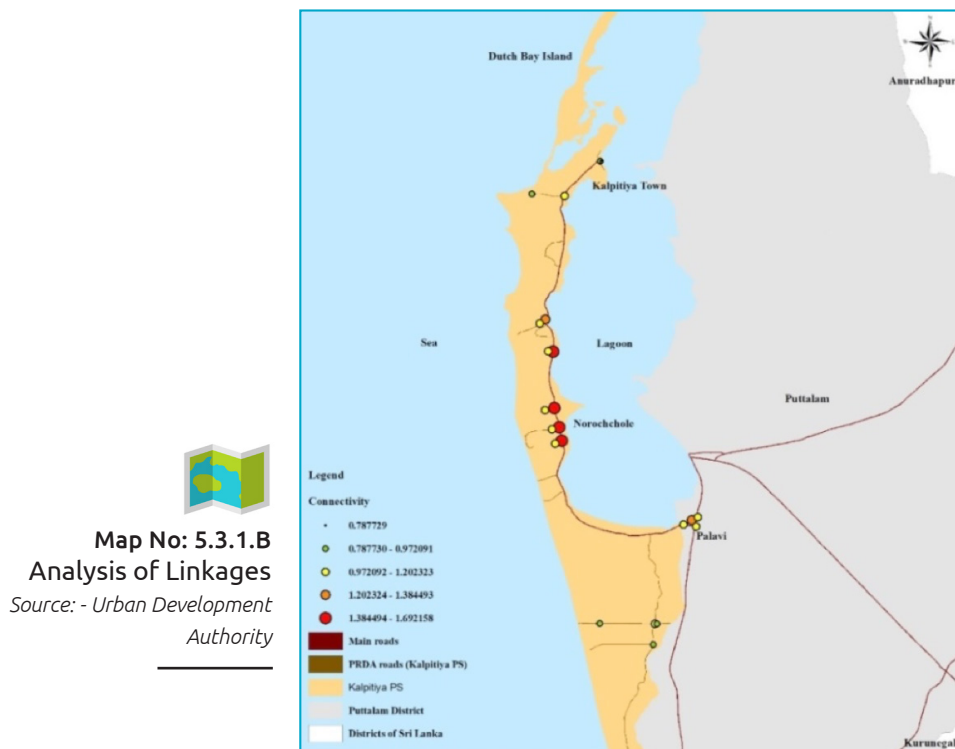 Map No: 5.3.1.B
Analysis of Linkages
Source: - Urban Development
Authority
N
Dutch Bay Island
Anuradhapur
Kalpitiya Town
Sea
Lagoon
Puttalam
Norochchole
Palavi
Kurunegal
Legend
Connectivity
0.787729
0.787730 - 0.972091
0.972092 - 1.202323
1.202324 - 1.384493
1.384494 - 1.692158
Main roads
PRDA roads (Kalpitiya PS)
Kalpitiya PS
Puttalam District
Districts of Sri Lanka